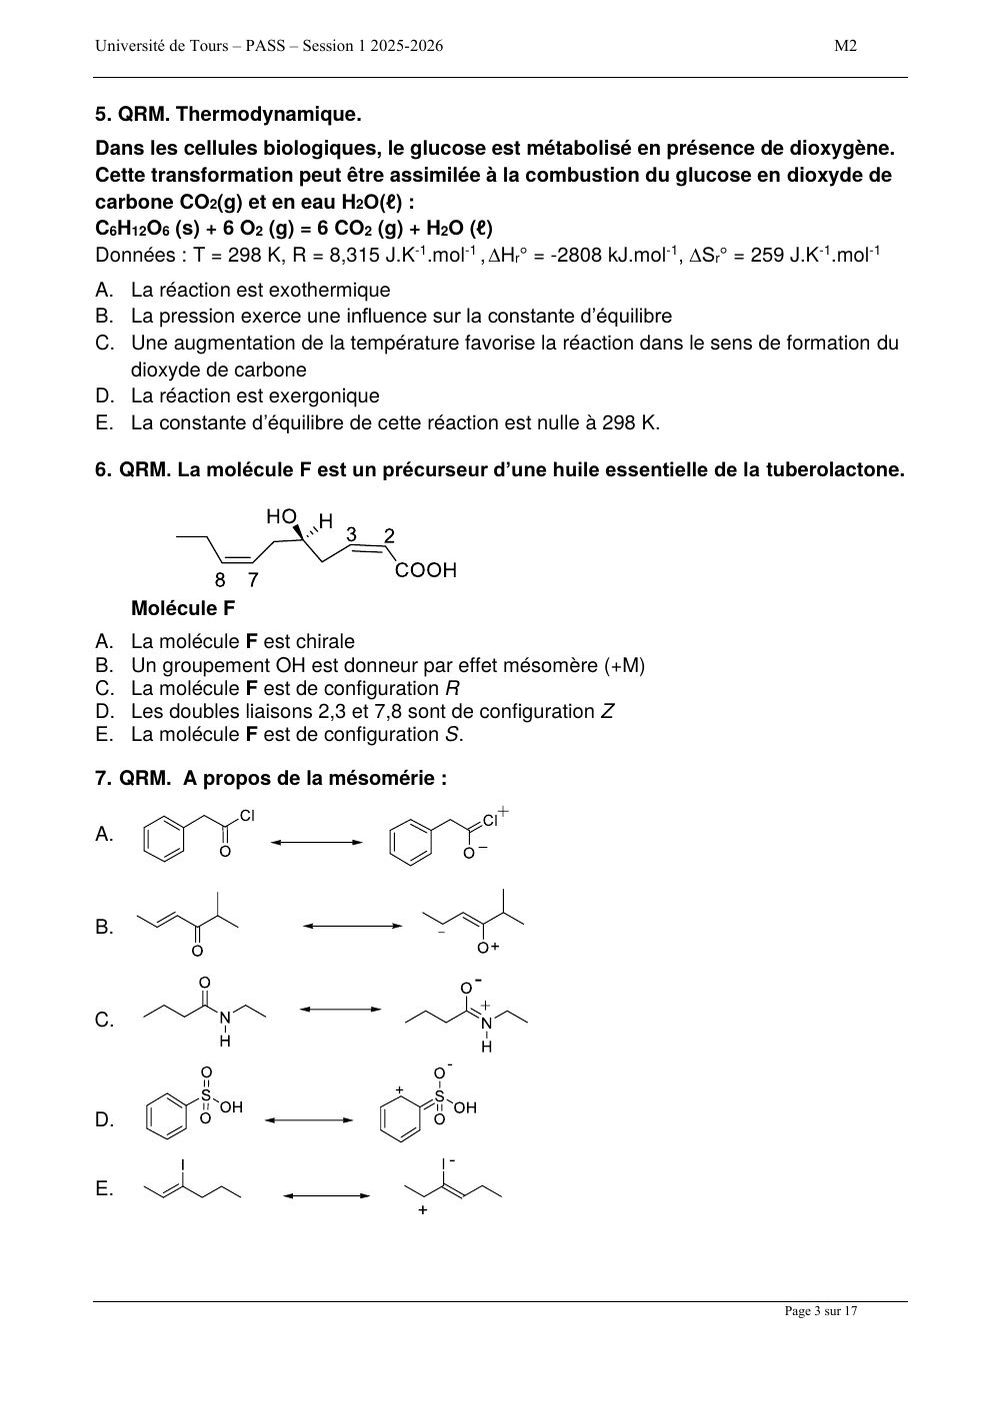 Université de Tours – PASS – Session 1 2025-2026 M2
5. QRM. Thermodynamique.
Dans les cellules biologiques, le glucose est métabolisé en présence de dioxygène.
Cette transformation peut être assimilée à la combustion du glucose en dioxyde de
carbone CO2(g) et en eau H2O(ℓ) :
C6H12O6 (s) + 6 O2 (g) = 6 CO2 (g) + H2O (ℓ)
Données : T = 298 K, R = 8,315 J.K-1.mol-1 , ΔHr° = -2808 kJ.mol-1, ΔSr° = 259 J.K-1.mol-1
A. La réaction est exothermique
B. La pression exerce une influence sur la constante d'équilibre
C. Une augmentation de la température favorise la réaction dans le sens de formation du
dioxyde de carbone
D. La réaction est exergonique
E. La constante d'équilibre de cette réaction est nulle à 298 K.
6. QRM. La molécule F est un précurseur d'une huile essentielle de la tuberolactone.
HO H
3 2
COOH
8 7
Molécule F
A. La molécule F est chirale
B. Un groupement OH est donneur par effet mésomère (+M)
C. La molécule F est de configuration R
D. Les doubles liaisons 2,3 et 7,8 sont de configuration Z
E. La molécule F est de configuration S.
7. QRM. A propos de la mésomérie :
A.
Cl
O
Cl+
O–
B.
O
–
O+
C.
O
N
H
O-
+
N
H
D.
O
S
OH
O
+
O-
S
OH
O
E.
I
I-
+
Page 3 sur 17